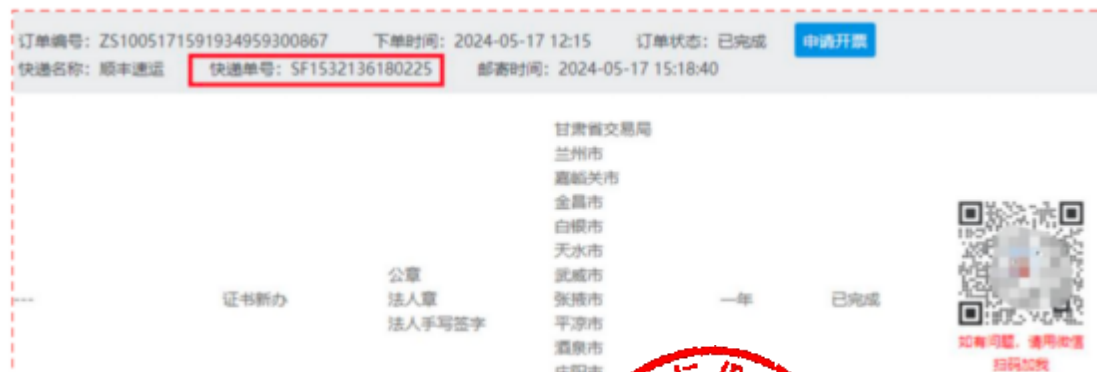 订单编号：ZS10051715919349593​00867 下单时间：2024-05-17 12:15 订单状态：已完成 申请开票
快递名称：顺丰速运 快递单号：SF1532136180225 邮寄时间：2024-05-17 15:18:40
甘肃省交易局
兰州市
嘉峪关市
金昌市
白银市
天水市
公章 武威市
--- 证书新办 法人章 张掖市 一年 已完成
法人手写签字 平凉市
酒泉市
庆阳市
如有问题，请用微信
扫码加我